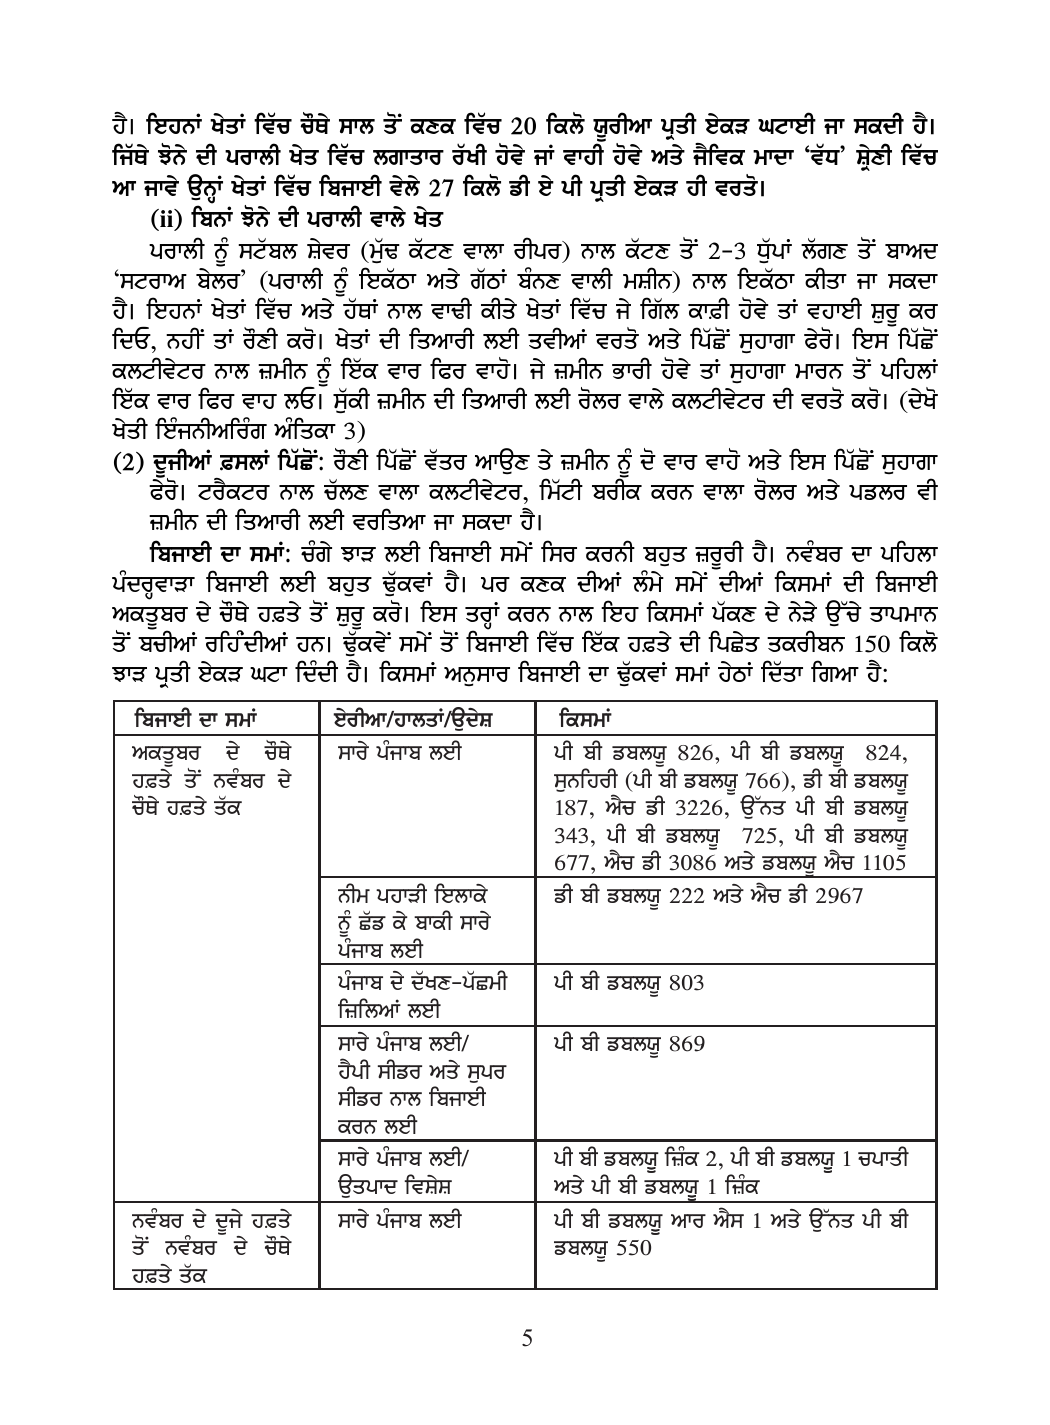 ਹੈ। ਇਹਨਾਂ ਖੇਤਾਂ ਵਿੱਚ ਚੌਥੇ ਸਾਲ ਤੋਂ ਕਣਕ ਵਿੱਚ 20 ਕਿਲੋ ਯੂਰੀਆ ਪ੍ਰਤੀ ਏਕੜ ਘਟਾਈ ਜਾ ਸਕਦੀ ਹੈ।
ਜਿੱਥੇ ਝੋਨੇ ਦੀ ਪਰਾਲੀ ਖੇਤ ਵਿੱਚ ਲਗਾਤਾਰ ਰੱਖੀ ਹੋਵੇ ਜਾਂ ਵਾਹੀ ਹੋਵੇ ਅਤੇ ਜੈਵਿਕ ਮਾਦਾ ‘ਵੱਧ’ ਸ਼੍ਰੇਣੀ ਵਿੱਚ
ਆ ਜਾਵੇ ਉਨ੍ਹਾਂ ਖੇਤਾਂ ਵਿੱਚ ਬਿਜਾਈ ਵੇਲੇ 27 ਕਿਲੋ ਡੀ ਏ ਪੀ ਪ੍ਰਤੀ ਏਕੜ ਹੀ ਵਰਤੋ।
(ii) ਬਿਨਾਂ ਝੋਨੇ ਦੀ ਪਰਾਲੀ ਵਾਲੇ ਖੇਤ
ਪਰਾਲੀ ਨੂੰ ਸਟੱਬਲ ਸ਼ੇਵਰ (ਮੁੱਢ ਕੱਟਣ ਵਾਲਾ ਰੀਪਰ) ਨਾਲ ਕੱਟਣ ਤੋਂ 2-3 ਧੁੱਪਾਂ ਲੱਗਣ ਤੋਂ ਬਾਅਦ
‘ਸਟਰਾਅ ਬੇਲਰ’ (ਪਰਾਲੀ ਨੂੰ ਇਕੱਠਾ ਅਤੇ ਗੱਠਾਂ ਬੰਨਣ ਵਾਲੀ ਮਸ਼ੀਨ) ਨਾਲ ਇਕੱਠਾ ਕੀਤਾ ਜਾ ਸਕਦਾ
ਹੈ। ਇਹਨਾਂ ਖੇਤਾਂ ਵਿੱਚ ਅਤੇ ਹੱਥਾਂ ਨਾਲ ਵਾਢੀ ਕੀਤੇ ਖੇਤਾਂ ਵਿੱਚ ਜੇ ਗਿੱਲ ਕਾਫ਼ੀ ਹੋਵੇ ਤਾਂ ਵਹਾਈ ਸ਼ੁਰੂ ਕਰ
ਦਿਓ, ਨਹੀਂ ਤਾਂ ਰੌਣੀ ਕਰੋ। ਖੇਤਾਂ ਦੀ ਤਿਆਰੀ ਲਈ ਤਵੀਆਂ ਵਰਤੋ ਅਤੇ ਪਿੱਛੋਂ ਸੁਹਾਗਾ ਫੇਰੋ। ਇਸ ਪਿੱਛੋਂ
ਕਲਟੀਵੇਟਰ ਨਾਲ ਜ਼ਮੀਨ ਨੂੰ ਇੱਕ ਵਾਰ ਫਿਰ ਵਾਹੋ। ਜੇ ਜ਼ਮੀਨ ਭਾਰੀ ਹੋਵੇ ਤਾਂ ਸੁਹਾਗਾ ਮਾਰਨ ਤੋਂ ਪਹਿਲਾਂ
ਇੱਕ ਵਾਰ ਫਿਰ ਵਾਹ ਲਓ। ਸੁੱਕੀ ਜ਼ਮੀਨ ਦੀ ਤਿਆਰੀ ਲਈ ਰੋਲਰ ਵਾਲੇ ਕਲਟੀਵੇਟਰ ਦੀ ਵਰਤੋ ਕਰੋ। (ਦੇਖੋ
ਖੇਤੀ ਇੰਜਨੀਅਰਿੰਗ ਅੰਤਿਕਾ 3)
(2) ਦੂਜੀਆਂ ਫ਼ਸਲਾਂ ਪਿੱਛੋਂ: ਰੌਣੀ ਪਿੱਛੋਂ ਵੱਤਰ ਆਉਣ ਤੇ ਜ਼ਮੀਨ ਨੂੰ ਦੋ ਵਾਰ ਵਾਹੋ ਅਤੇ ਇਸ ਪਿੱਛੋਂ ਸੁਹਾਗਾ
ਫੇਰੋ। ਟਰੈਕਟਰ ਨਾਲ ਚੱਲਣ ਵਾਲਾ ਕਲਟੀਵੇਟਰ, ਮਿੱਟੀ ਬਰੀਕ ਕਰਨ ਵਾਲਾ ਰੋਲਰ ਅਤੇ ਪਡਲਰ ਵੀ
ਜ਼ਮੀਨ ਦੀ ਤਿਆਰੀ ਲਈ ਵਰਤਿਆ ਜਾ ਸਕਦਾ ਹੈ।
ਬਿਜਾਈ ਦਾ ਸਮਾਂ: ਚੰਗੇ ਝਾੜ ਲਈ ਬਿਜਾਈ ਸਮੇਂ ਸਿਰ ਕਰਨੀ ਬਹੁਤ ਜ਼ਰੂਰੀ ਹੈ। ਨਵੰਬਰ ਦਾ ਪਹਿਲਾ
ਪੰਦਰ੍ਹਵਾੜਾ ਬਿਜਾਈ ਲਈ ਬਹੁਤ ਢੁੱਕਵਾਂ ਹੈ। ਪਰ ਕਣਕ ਦੀਆਂ ਲੰਮੇ ਸਮੇਂ ਦੀਆਂ ਕਿਸਮਾਂ ਦੀ ਬਿਜਾਈ
ਅਕਤੂਬਰ ਦੇ ਚੌਥੇ ਹਫ਼ਤੇ ਤੋਂ ਸ਼ੁਰੂ ਕਰੋ। ਇਸ ਤਰ੍ਹਾਂ ਕਰਨ ਨਾਲ ਇਹ ਕਿਸਮਾਂ ਪੱਕਣ ਦੇ ਨੇੜੇ ਉੱਚੇ ਤਾਪਮਾਨ
ਤੋਂ ਬਚੀਆਂ ਰਹਿੰਦੀਆਂ ਹਨ। ਢੁੱਕਵੇਂ ਸਮੇਂ ਤੋਂ ਬਿਜਾਈ ਵਿੱਚ ਇੱਕ ਹਫ਼ਤੇ ਦੀ ਪਿਛੇਤ ਤਕਰੀਬਨ 150 ਕਿਲੋ
ਝਾੜ ਪ੍ਰਤੀ ਏਕੜ ਘਟਾ ਦਿੰਦੀ ਹੈ। ਕਿਸਮਾਂ ਅਨੁਸਾਰ ਬਿਜਾਈ ਦਾ ਢੁੱਕਵਾਂ ਸਮਾਂ ਹੇਠਾਂ ਦਿੱਤਾ ਗਿਆ ਹੈ:
ਬਿਜਾਈ ਦਾ ਸਮਾਂ ਏਰੀਆ/ਹਾਲਤਾਂ/ਉਦੇਸ਼ ਕਿਸਮਾਂ
ਅਕਤੂਬਰ ਦੇ ਚੌਥੇ
ਹਫ਼ਤੇ ਤੋਂ ਨਵੰਬਰ ਦੇ
ਚੌਥੇ ਹਫ਼ਤੇ ਤੱਕ
ਸਾਰੇ ਪੰਜਾਬ ਲਈ
ਪੀ ਬੀ ਡਬਲਯੂ 826, ਪੀ ਬੀ ਡਬਲਯੂ 824,
ਸੁਨਹਿਰੀ (ਪੀ ਬੀ ਡਬਲਯੂ 766), ਡੀ ਬੀ ਡਬਲਯੂ
187, ਐਚ ਡੀ 3226, ਉੱਨਤ ਪੀ ਬੀ ਡਬਲਯੂ
343, ਪੀ ਬੀ ਡਬਲਯੂ 725, ਪੀ ਬੀ ਡਬਲਯੂ
677, ਐਚ ਡੀ 3086 ਅਤੇ ਡਬਲਯੂ ਐਚ 1105
ਨੀਮ ਪਹਾੜੀ ਇਲਾਕੇ
ਨੂੰ ਛੱਡ ਕੇ ਬਾਕੀ ਸਾਰੇ
ਪੰਜਾਬ ਲਈ
ਡੀ ਬੀ ਡਬਲਯੂ 222 ਅਤੇ ਐਚ ਡੀ 2967
ਪੰਜਾਬ ਦੇ ਦੱਖਣ-ਪੱਛਮੀ
ਜ਼ਿਲਿਆਂ ਲਈ
ਪੀ ਬੀ ਡਬਲਯੂ 803
ਸਾਰੇ ਪੰਜਾਬ ਲਈ/
ਹੈਪੀ ਸੀਡਰ ਅਤੇ ਸੁਪਰ
ਸੀਡਰ ਨਾਲ ਬਿਜਾਈ
ਕਰਨ ਲਈ
ਪੀ ਬੀ ਡਬਲਯੂ 869
ਸਾਰੇ ਪੰਜਾਬ ਲਈ/
ਉਤਪਾਦ ਵਿਸ਼ੇਸ਼
ਪੀ ਬੀ ਡਬਲਯੂ ਜ਼ਿੰਕ 2, ਪੀ ਬੀ ਡਬਲਯੂ 1 ਚਪਾਤੀ
ਅਤੇ ਪੀ ਬੀ ਡਬਲਯੂ 1 ਜ਼ਿੰਕ
ਨਵੰਬਰ ਦੇ ਦੂਜੇ ਹਫ਼ਤੇ
ਤੋਂ ਨਵੰਬਰ ਦੇ ਚੌਥੇ
ਹਫ਼ਤੇ ਤੱਕ
ਸਾਰੇ ਪੰਜਾਬ ਲਈ
ਪੀ ਬੀ ਡਬਲਯੂ ਆਰ ਐਸ 1 ਅਤੇ ਉੱਨਤ ਪੀ ਬੀ
ਡਬਲਯੂ 550
5